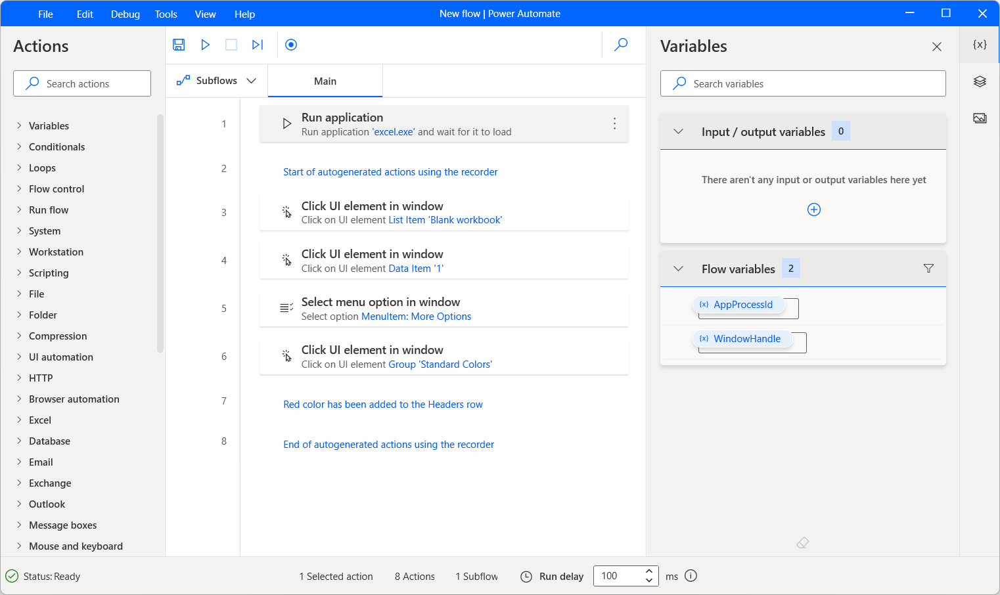 File Edit Debug Tools View Help New flow | Power Automate
Actions
Search actions
Variables
Conditionals
Loops
Flow control
Run flow
System
Workstation
Scripting
File
Folder
Compression
UI automation
HTTP
Browser automation
Excel
Database
Email
Exchange
Outlook
Message boxes
Mouse and keyboard
Subflows
Main
1
Run application
Run application 'excel.exe' and wait for it to load
2
Start of autogenerated actions using the recorder
3
Click UI element in window
Click on UI element List Item 'Blank workbook'
4
Click UI element in window
Click on UI element Data Item '1'
5
Select menu option in window
Select option MenuItem: More Options
6
Click UI element in window
Click on UI element Group 'Standard Colors'
7
Red color has been added to the Headers row
8
End of autogenerated actions using the recorder
Variables
{x}
Search variables
Input / output variables 0
There aren't any input or output variables here yet
Flow variables 2
{x} AppProcessId
{x} WindowHandle
Status: Ready 1 Selected action 8 Actions 1 Subflow Run delay 100 ms